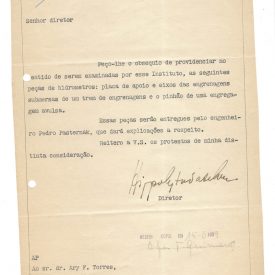 Senhor diretor
Peço-lhe o obsequio de providenciar no
sentido de serem examinadas por esse Instituto, as seguintes
peças de hidrometros: placa de apoio e eixos das engrenagens
submersas de um trem de engrenagens e o pinhão de uma engrega-
gem avulsa.
Essas peças serão entregues pelo engenhei-
ro Pedro Pasternak, que dará explicações a respeito.
Reitero a V.S. os protestos de minha dis-
tinta consideração.
Diretor
AP
Ao sr. dr. Ary F. Torres,